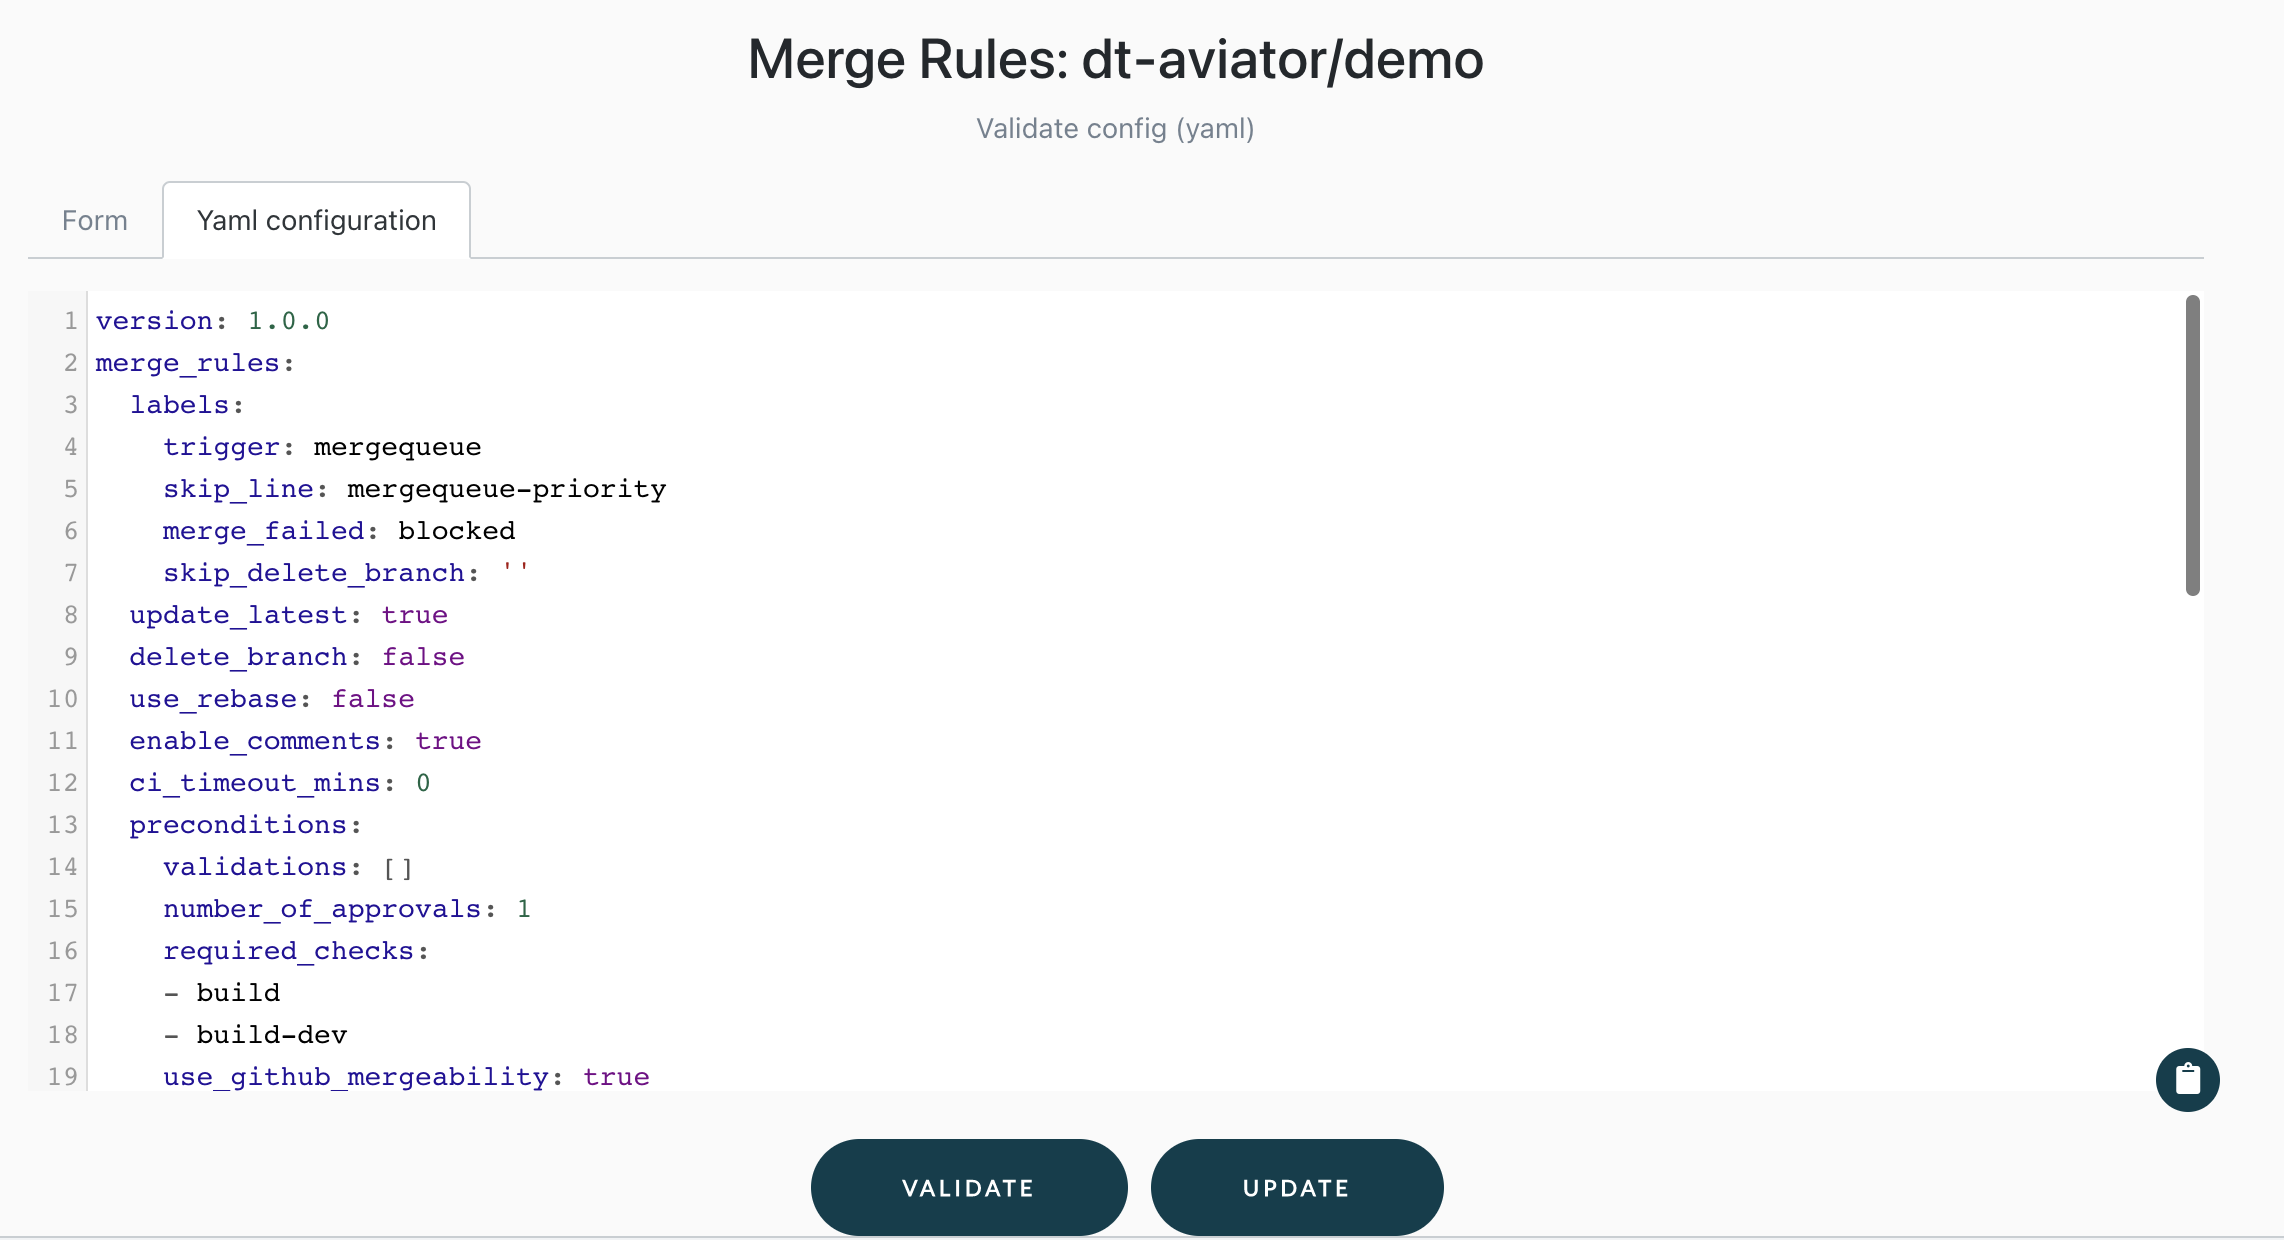 Merge Rules: dt-aviator/demo
Validate config (yaml)
Form
Yaml configuration
1 version: 1.0.0
2 merge_rules:
3   labels:
4     trigger: mergequeue
5     skip_line: mergequeue-priority
6     merge_failed: blocked
7     skip_delete_branch: ''
8   update_latest: true
9   delete_branch: false
10   use_rebase: false
11   enable_comments: true
12   ci_timeout_mins: 0
13   preconditions:
14     validations: []
15     number_of_approvals: 1
16     required_checks:
17     - build
18     - build-dev
19     use_github_mergeability: true
VALIDATE
UPDATE